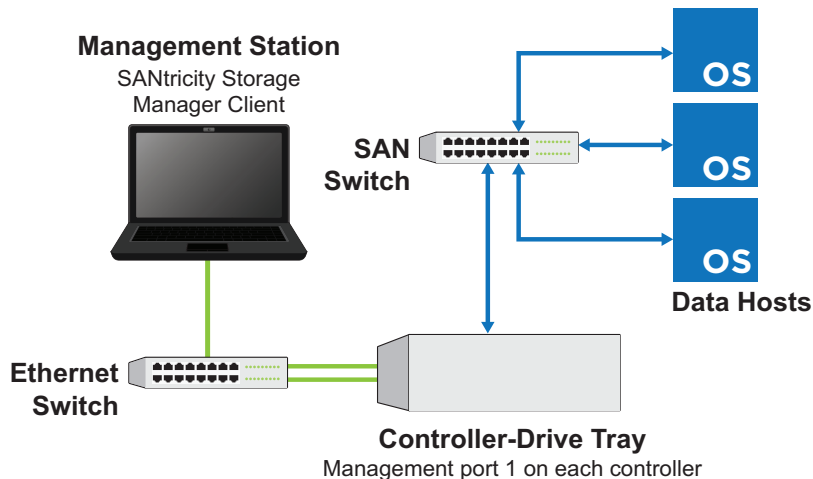 Management Station
SANtricity Storage
Manager Client
OS
SAN
Switch
OS
OS
Data Hosts
Ethernet
Switch
Controller-Drive Tray
Management port 1 on each controller